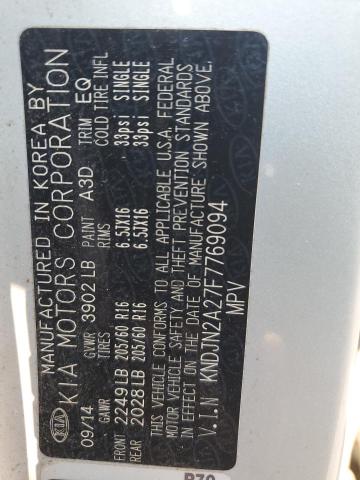 MANUFACTURED IN KOREA BY
KIA KIA MOTORS CORPORATION
09/14 GVWR 3902LB PAINT A3D TRIM EQ
TIRES RIMS COLD TIRE INFL
FRONT 2249LB 205/60 R16 6.5JX16 33psi SINGLE
REAR 2028LB 205/60 R16 6.5JX16 33psi SINGLE
THIS VEHICLE CONFORMS TO ALL APPLICABLE U.S.A. FEDERAL
MOTOR VEHICLE SAFETY AND THEFT PREVENTION STANDARDS
IN EFFECT ON THE DATE OF MANUFACTURE SHOWN ABOVE.
V.I.N KNDJN2A27F7769094
MPV